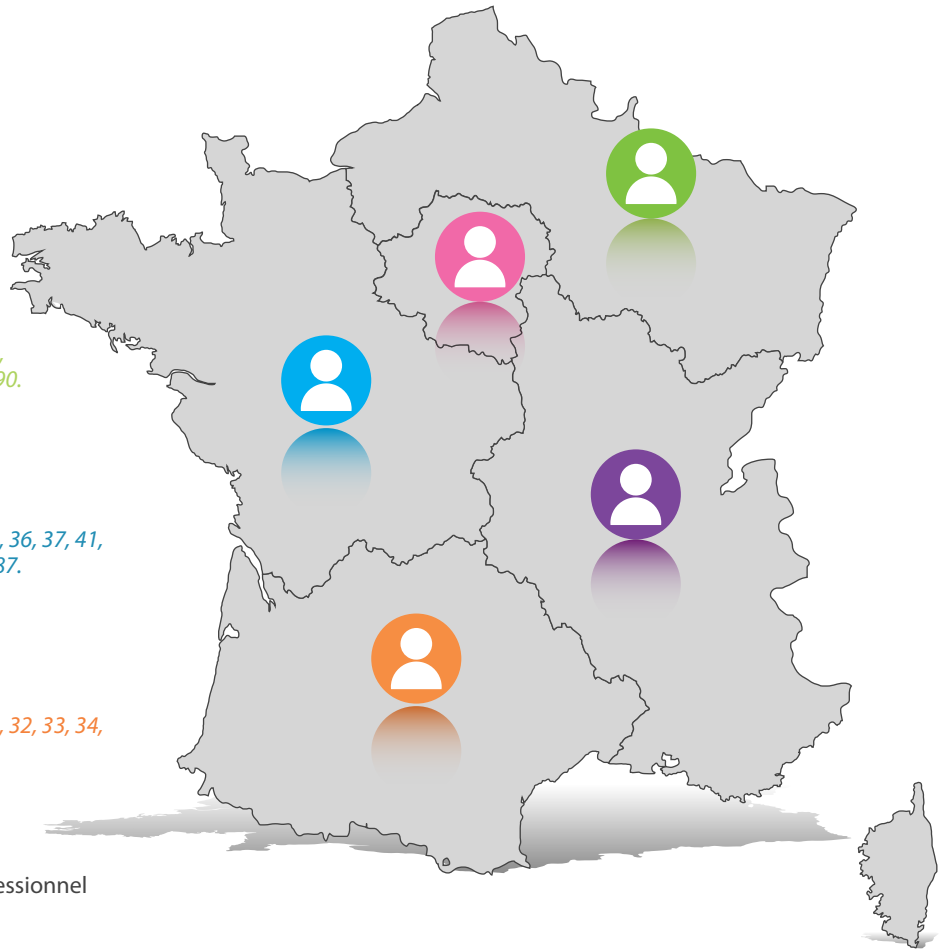 ,
90.
, 36, 37, 41,
87.
, 32, 33, 34,
essionnel